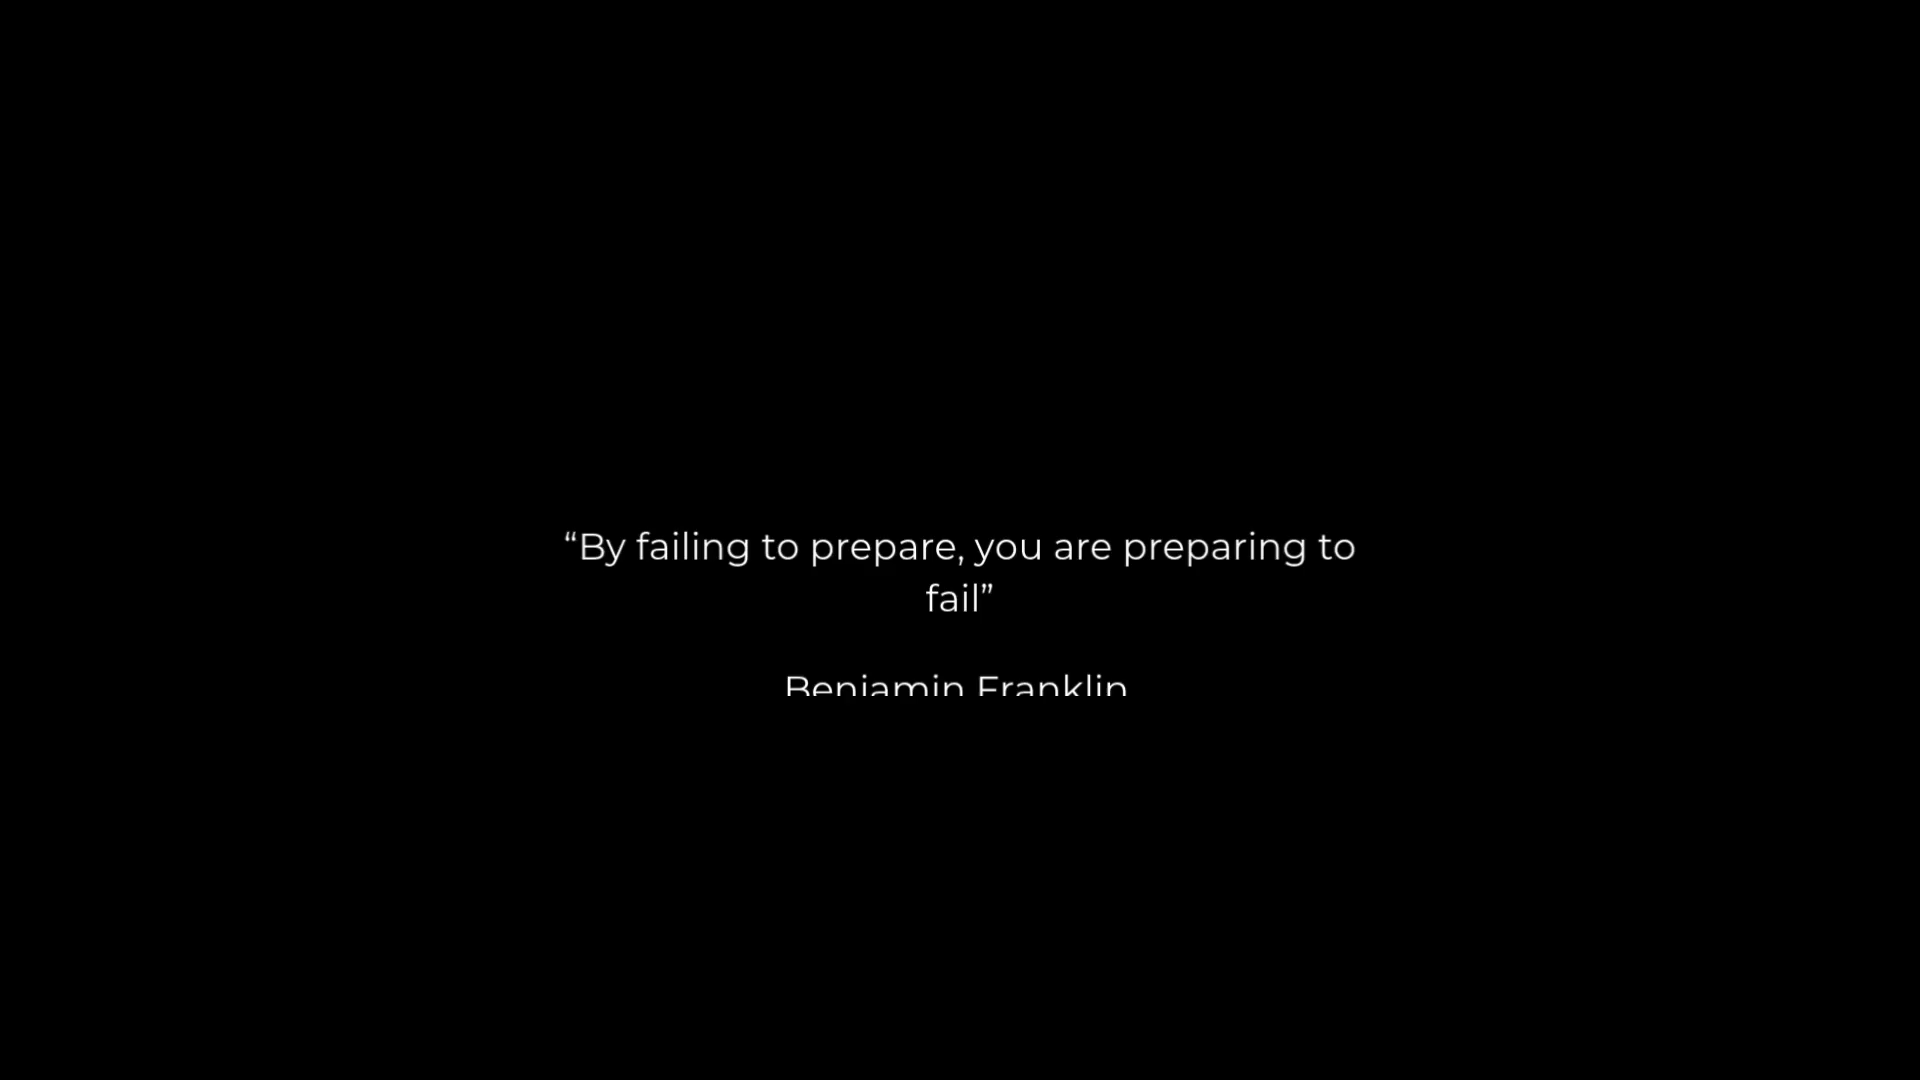 “By failing to prepare, you are preparing to
fail”
Benjamin Franklin